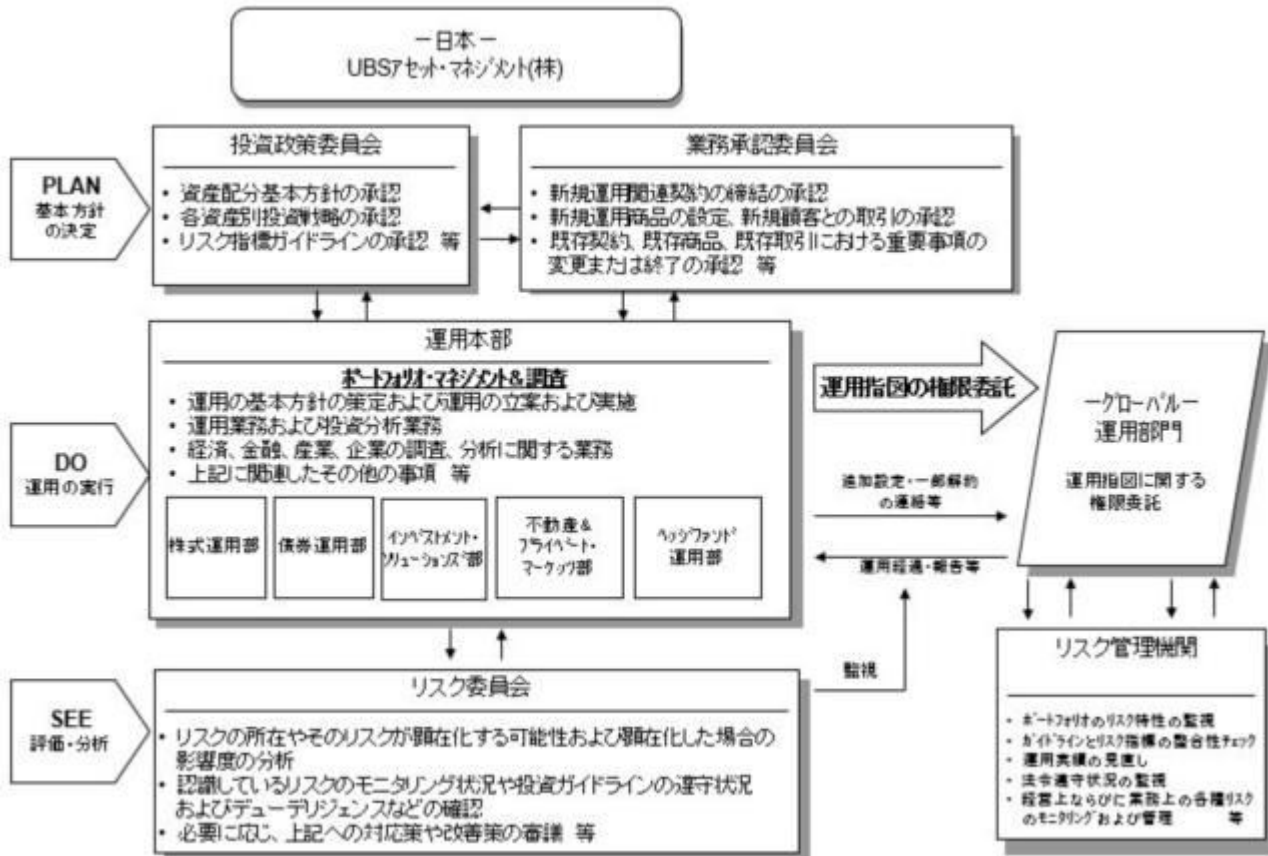 －日本－
UBSｱｾｯﾄ･ﾏﾈｼﾞﾒﾝﾄ(株)
PLAN
基本方針
の決定
投資政策委員会
・ 資産配分基本方針の承認
・ 各資産別投資戦略の承認
・ リスク指標ガイドラインの承認 等
業務承認委員会
・ 新規運用関連契約の締結の承認
・ 新規運用商品の設定、新規顧客との取引の承認
・ 既存契約、既存商品、既存取引における重要事項の
変更または終了の承認 等
DO
運用の実行
運用本部
ﾎﾟｰﾄﾌｫﾘｵ･ﾏﾈｼﾞﾒﾝﾄ&調査
・ 運用の基本方針の策定および運用の立案および実施
・ 運用業務および投資分析業務
・ 経済、金融、産業、企業の調査、分析に関する業務
・ 上記に関連したその他の事項 等
株式運用部
債券運用部
ｲﾝﾍﾞｽﾄﾒﾝﾄ･
ｿﾘｭｰｼｮﾝｽﾞ部
不動産&
ﾌﾟﾗｲﾍﾞｰﾄ･
ﾏｰｹｯﾂ部
ﾍｯｼﾞﾌｧﾝﾄﾞ
運用部
運用指図の権限委託
追加設定・一部解約
の連絡等
運用経過・報告等
監視
－ｸﾞﾛｰﾊﾞﾙ－
運用部門
運用指図に関する
権限委託
SEE
評価・分析
リスク委員会
・ リスクの所在やそのリスクが顕在化する可能性および顕在化した場合の
影響度の分析
・ 認識しているリスクのモニタリング状況や投資ガイドラインの遵守状況
およびデューデリジェンスなどの確認
・ 必要に応じ、上記への対応策や改善策の審議 等
リスク管理機関
・ ﾎﾟｰﾄﾌｫﾘｵのﾘｽｸ特性の監視
・ ｶﾞｲﾄﾞﾗｲﾝとﾘｽｸ指標の整合性ﾁｪｯｸ
・ 運用実績の見直し
・ 法令遵守状況の監視
・ 経営上ならびに業務上の各種ﾘｽｸ
のﾓﾆﾀﾘﾝｸﾞおよび管理 等